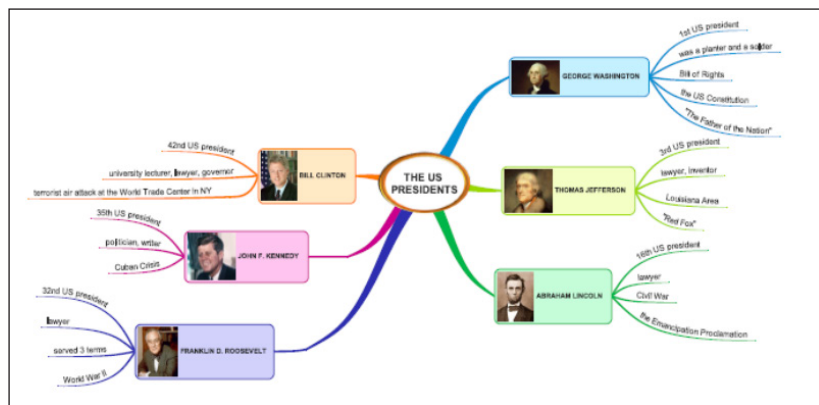 THE US
PRESIDENTS
GEORGE WASHINGTON
1st US president
was a planter and a solder
Bill of Rights
the US Constitution
"The Father of the Nation"
THOMAS JEFFERSON
3rd US president
lawyer, inventor
Louisiana Area
"Red Fox"
ABRAHAM LINCOLN
16th US president
lawyer
Civil War
the Emancipation Proclamation
BILL CLINTON
42nd US president
university lecturer, lawyer, governor
terrorist air attack at the World Trade Center in NY
JOHN F. KENNEDY
35th US president
politician, writer
Cuban Crisis
FRANKLIN D. ROOSEVELT
32nd US president
lawyer
served 3 terms
World War II